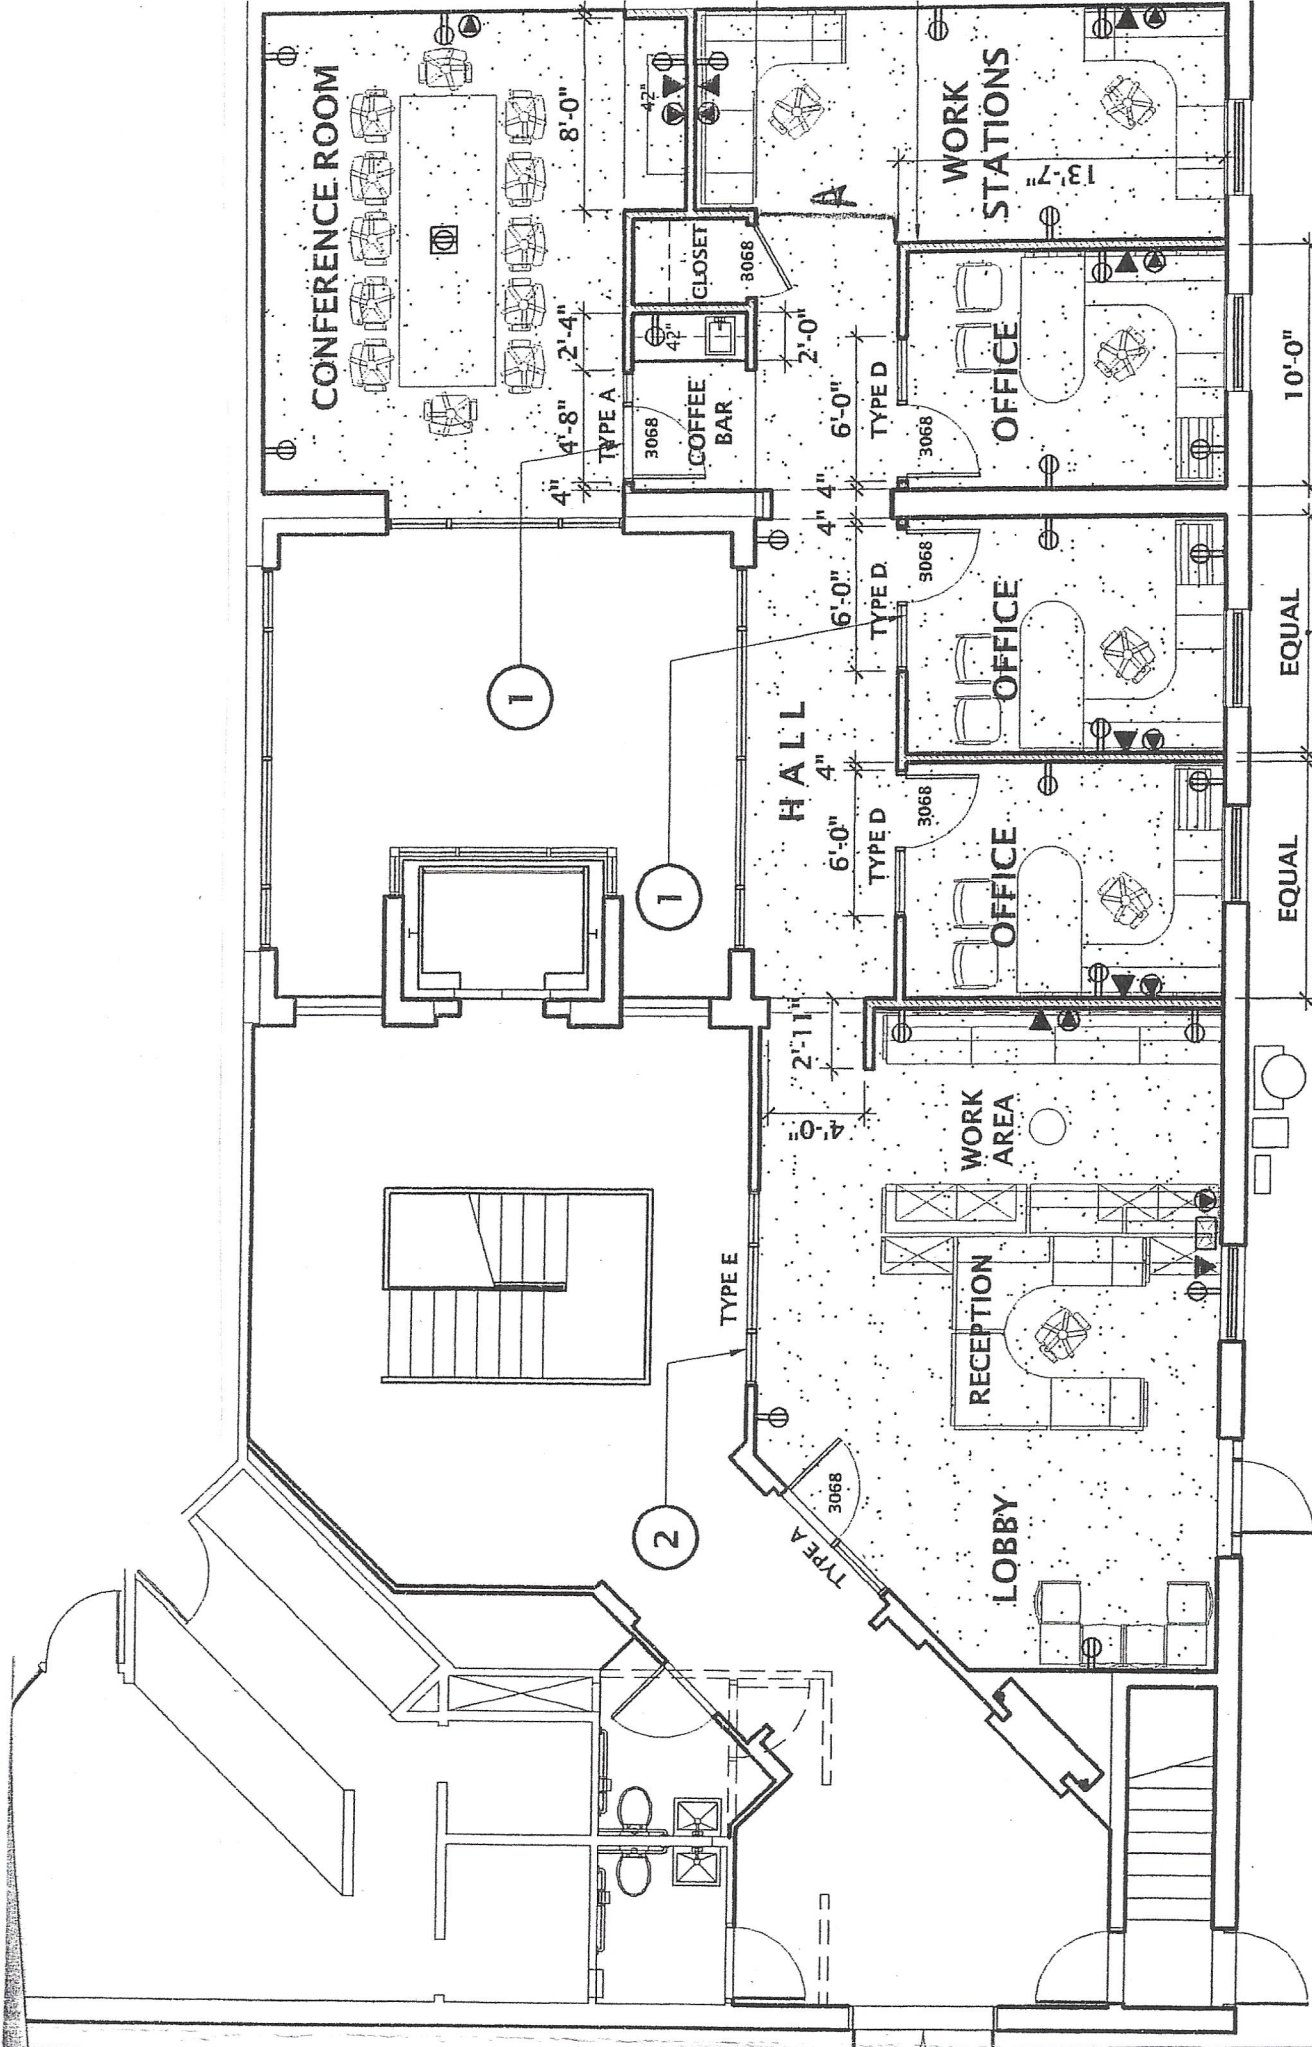 CONFERENCE ROOM
8'-0"
42"
WORK
STATIONS
13'-7"
A
CLOSET
3068
2'-4"
42"
2'-0"
4'-8"
TYPE A
3068
COFFEE
BAR
4"
6'-0"
TYPE D
3068
OFFICE
10'-0"
4"
4"
1
6'-0"
TYPE D
3068
OFFICE
EQUAL
HALL
4"
1
6'-0"
TYPE D
3068
OFFICE
EQUAL
2'-11"
4'-0"
WORK
AREA
TYPE E
RECEPTION
2
3068
TYPE A
LOBBY